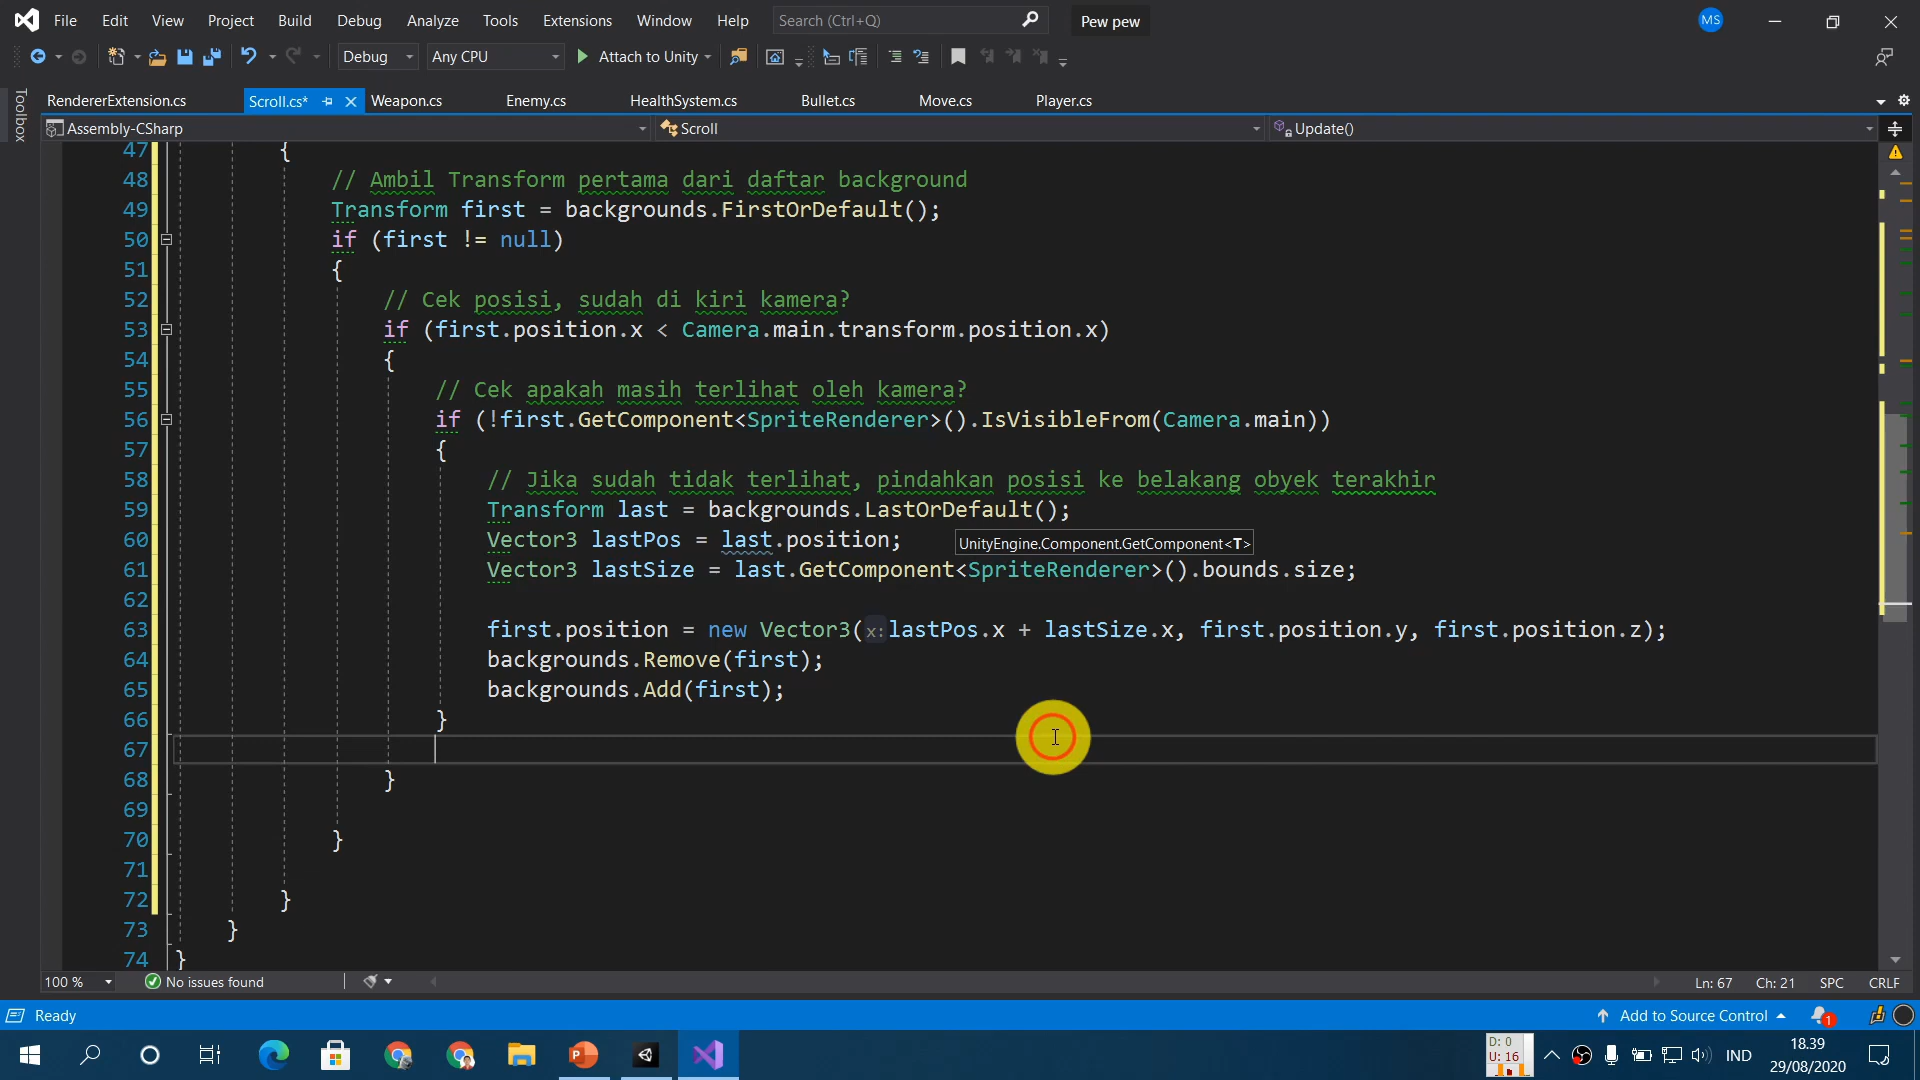 File Edit View Project Build Debug Analyze Tools Extensions Window Help Search (Ctrl+Q) Pew pew MS
Debug Any CPU Attach to Unity
RendererExtension.cs Scroll.cs* Weapon.cs Enemy.cs HealthSystem.cs Bullet.cs Move.cs Player.cs
Toolbox
Assembly-CSharp Scroll Update()
47 {
48 // Ambil Transform pertama dari daftar background
49 Transform first = backgrounds.FirstOrDefault();
50 if (first != null)
51 {
52 // Cek posisi, sudah di kiri kamera?
53 if (first.position.x < Camera.main.transform.position.x)
54 {
55 // Cek apakah masih terlihat oleh kamera?
56 if (!first.GetComponent<SpriteRenderer>().IsVisibleFrom(Camera.main))
57 {
58 // Jika sudah tidak terlihat, pindahkan posisi ke belakang obyek terakhir
59 Transform last = backgrounds.LastOrDefault();
60 Vector3 lastPos = last.position;
UnityEngine.Component.GetComponent<T>
61 Vector3 lastSize = last.GetComponent<SpriteRenderer>().bounds.size;
62
63 first.position = new Vector3(x:lastPos.x + lastSize.x, first.position.y, first.position.z);
64 backgrounds.Remove(first);
65 backgrounds.Add(first);
66 }
67
68 }
69
70 }
71
72 }
73 }
74 }
100 % No issues found Ln: 67 Ch: 21 SPC CRLF
Ready Add to Source Control 1
D: 0
U: 16
IND
18.39
29/08/2020